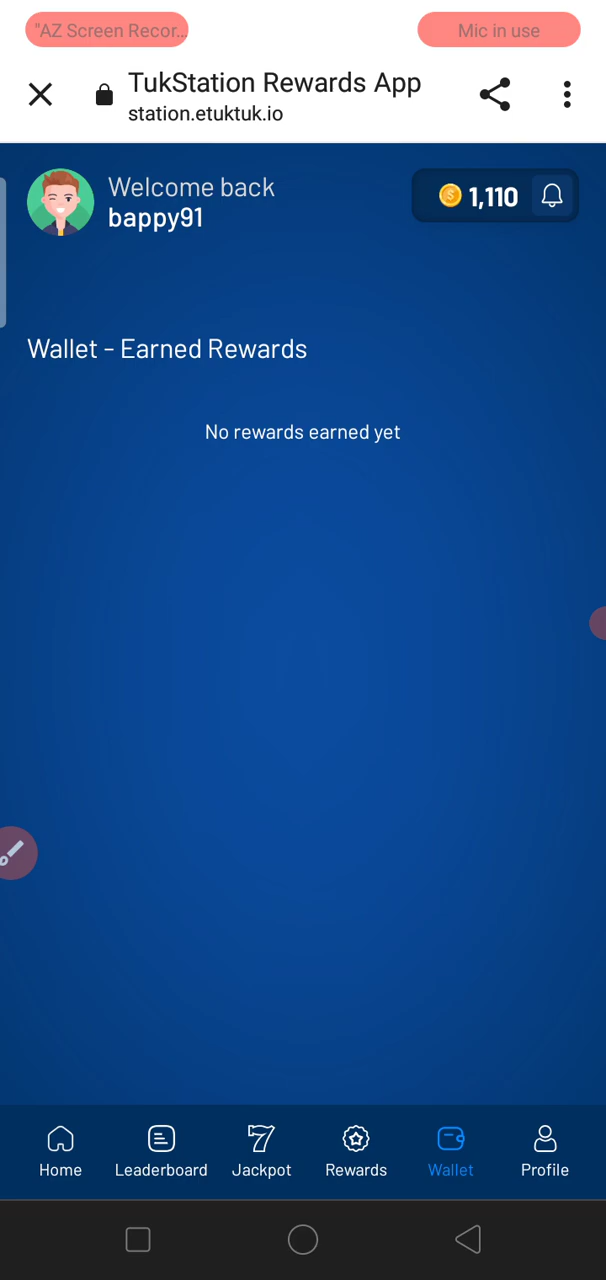 "AZ Screen Recor...
Mic in use
TukStation Rewards App
station.etuktuk.io
Welcome back
bappy91
1,110
Wallet - Earned Rewards
No rewards earned yet
Home
Leaderboard
Jackpot
Rewards
Wallet
Profile